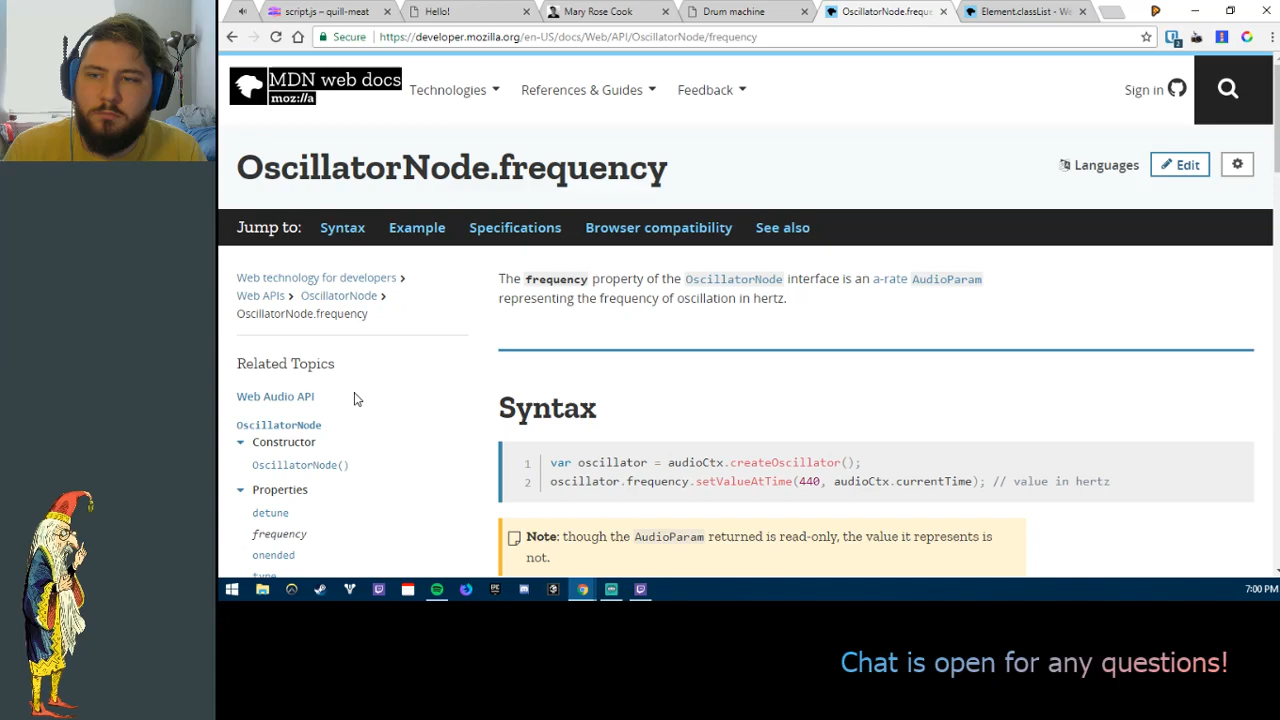 script.js – quill-meat
Hello!
Mary Rose Cook
Drum machine
OscillatorNode.freque
Element.classList - We
Secure
https://developer.mozilla.org/en-US/docs/Web/API/OscillatorNode/frequency
MDN web docs
moz://a
Technologies
References & Guides
Feedback
Sign in
OscillatorNode.frequency
Languages
Edit
Jump to: Syntax Example Specifications Browser compatibility See also
Web technology for developers
Web APIs OscillatorNode
OscillatorNode.frequency
Related Topics
Web Audio API
OscillatorNode
Constructor
OscillatorNode()
Properties
detune
frequency
onended
type
The frequency property of the OscillatorNode interface is an a-rate AudioParam
representing the frequency of oscillation in hertz.
Syntax
1 var oscillator = audioCtx.createOscillator();
2 oscillator.frequency.setValueAtTime(440, audioCtx.currentTime); // value in hertz
Note: though the AudioParam returned is read-only, the value it represents is
not.
7:00 PM
Chat is open for any questions!